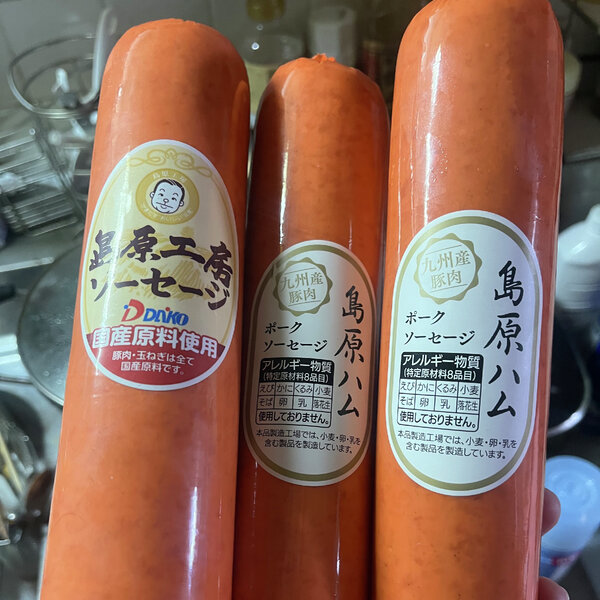 島原工房
島原工房
ソーセージ
DAIKO
国産原料使用
豚肉・玉ねぎは全て
国産原料です。
九州産
豚肉
島原ハム
ポーク
ソーセージ
アレルギー物質
(特定原材料8品目)
えび かに くるみ 小麦
そば 卵 乳 落花生
使用しておりません。
本品製造工場では、小麦・卵・乳を
含む製品を製造しています。
九州産
豚肉
島原ハム
ポーク
ソーセージ
アレルギー物質
(特定原材料8品目)
えび かに くるみ 小麦
そば 卵 乳 落花生
使用しておりません。
本品製造工場では、小麦・卵・乳を
含む製品を製造しています。